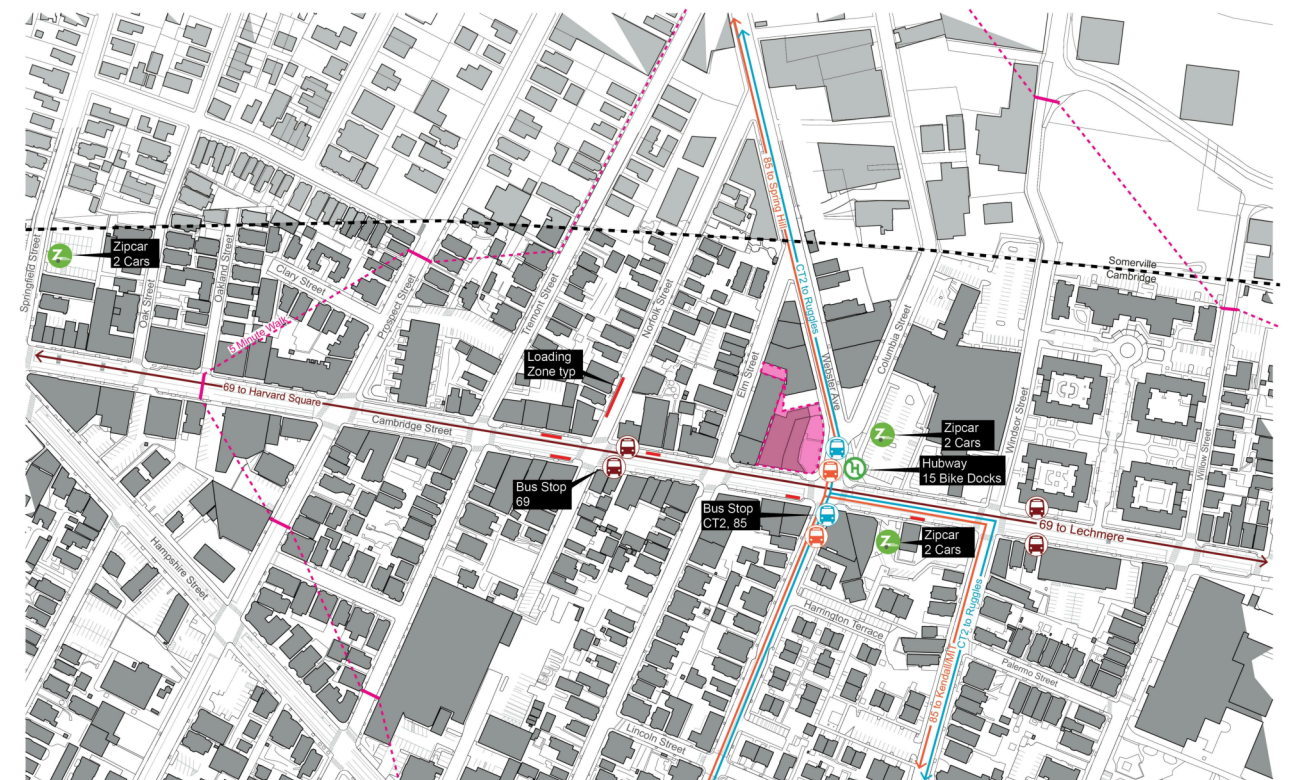 85 to Spring Hill
CT2 to Ruggles
Springfield Street
Zipcar
2 Cars
Oak Street
Oakland Street
Clary Street
5 Minute Walk
Prospect Street
Tremont Street
Norfolk Street
Elm Street
Webster Ave
Columbia Street
Windsor Street
Willow Street
Somerville
Cambridge
Loading
Zone typ
69 to Harvard Square
Cambridge Street
Zipcar
2 Cars
Hubway
15 Bike Docks
Bus Stop
69
Bus Stop
CT2, 85
69 to Lechmere
Zipcar
2 Cars
Hampshire Street
Harrington Terrace
CT2 to Ruggles
85 to Kendall/MIT
Palermo Street
Lincoln Street